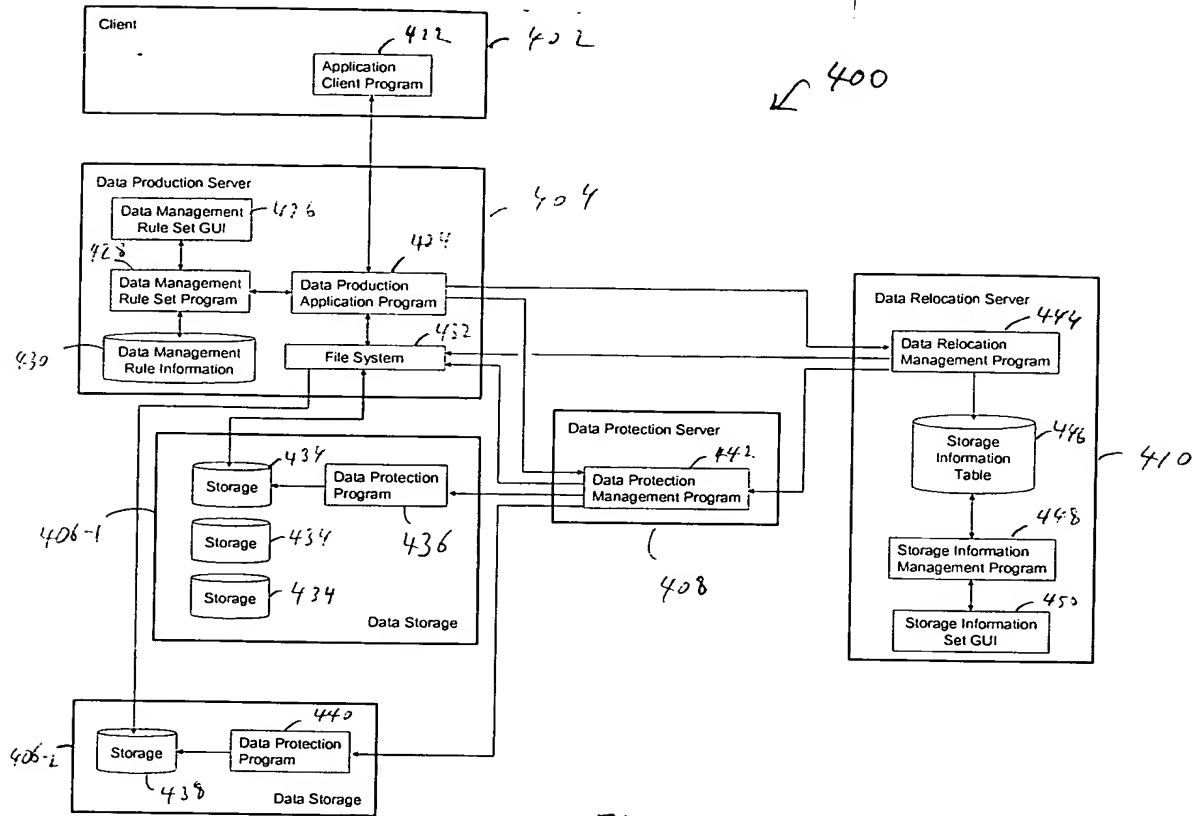 Client
422
402
Application
Client Program
400
Data Production Server
404
Data Management
Rule Set GUI
426
428
424
Data Management
Rule Set Program
Data Production
Application Program
432
430
Data Management
Rule Information
File System
Data Relocation Server
444
Data Relocation
Management Program
446
Storage
Information
Table
410
448
Storage Information
Management Program
450
Storage Information
Set GUI
Data Protection Server
442
Data Protection
Management Program
408
434
Storage
Data Protection
Program
436
406-1
Storage
434
Storage
434
Data Storage
440
Storage
Data Protection
Program
406-2
438
Data Storage